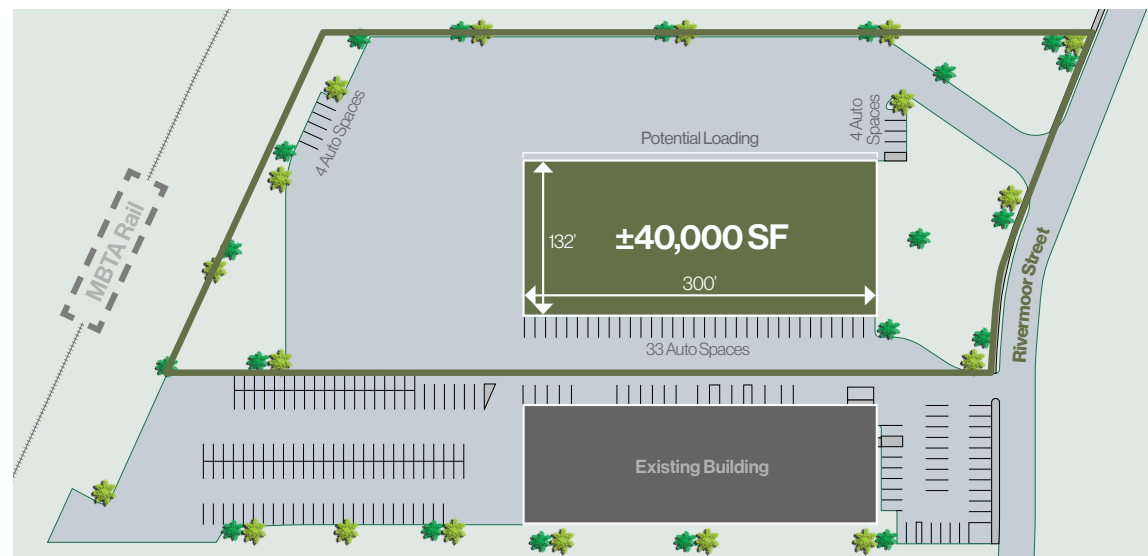 4 Auto Spaces
4 Auto
Spaces
Potential Loading
MBTA Rail
132’
±40,000 SF
300’
Rivermoor Street
33 Auto Spaces
Existing Building